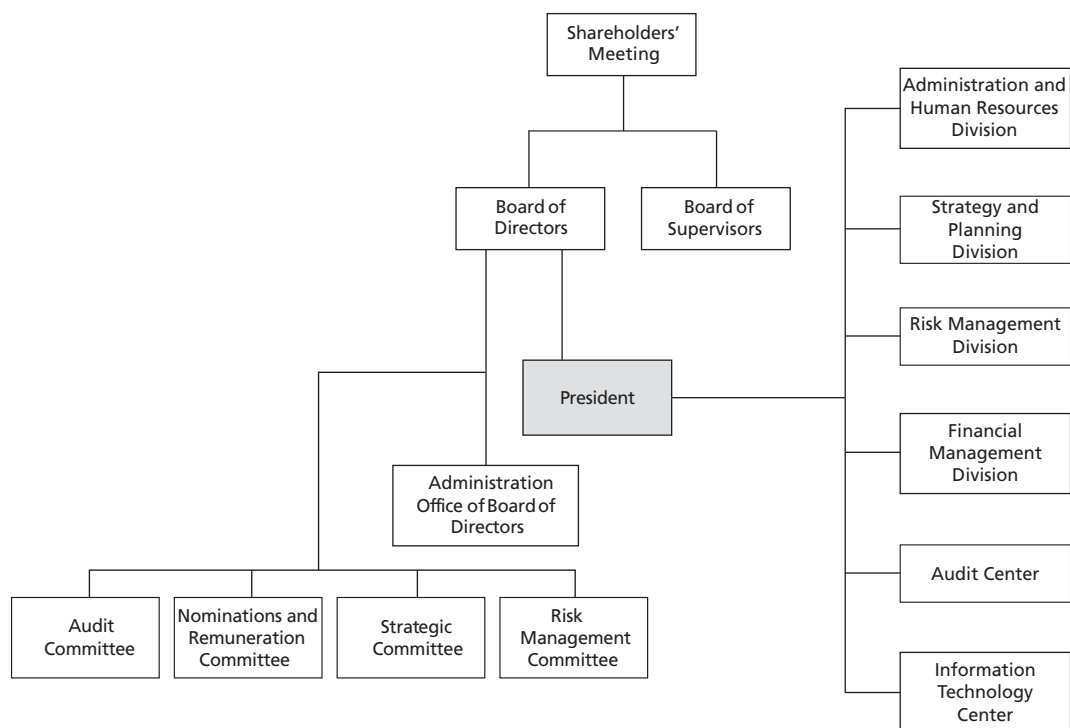 Shareholders’
Meeting
Administration and
Human Resources
Division
Board of
Directors
Board of
Supervisors
Strategy and
Planning
Division
Risk Management
Division
President
Financial
Management
Division
Administration
Office of Board of
Directors
Audit Center
Audit
Committee
Nominations and
Remuneration
Committee
Strategic
Committee
Risk
Management
Committee
Information
Technology
Center